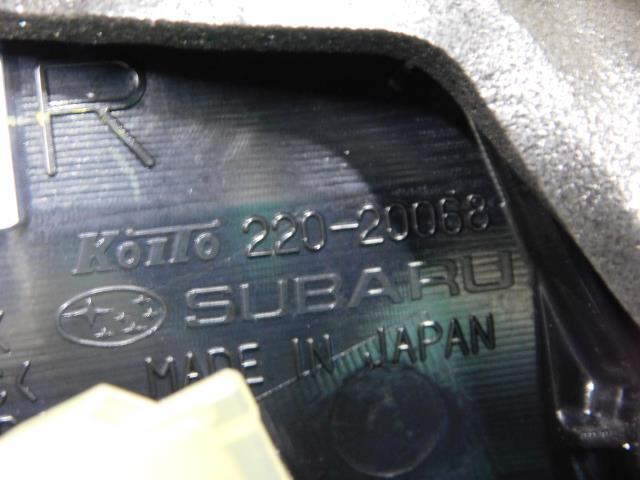 R
KOITO 220-20068
SUBARU
MADE IN JAPAN